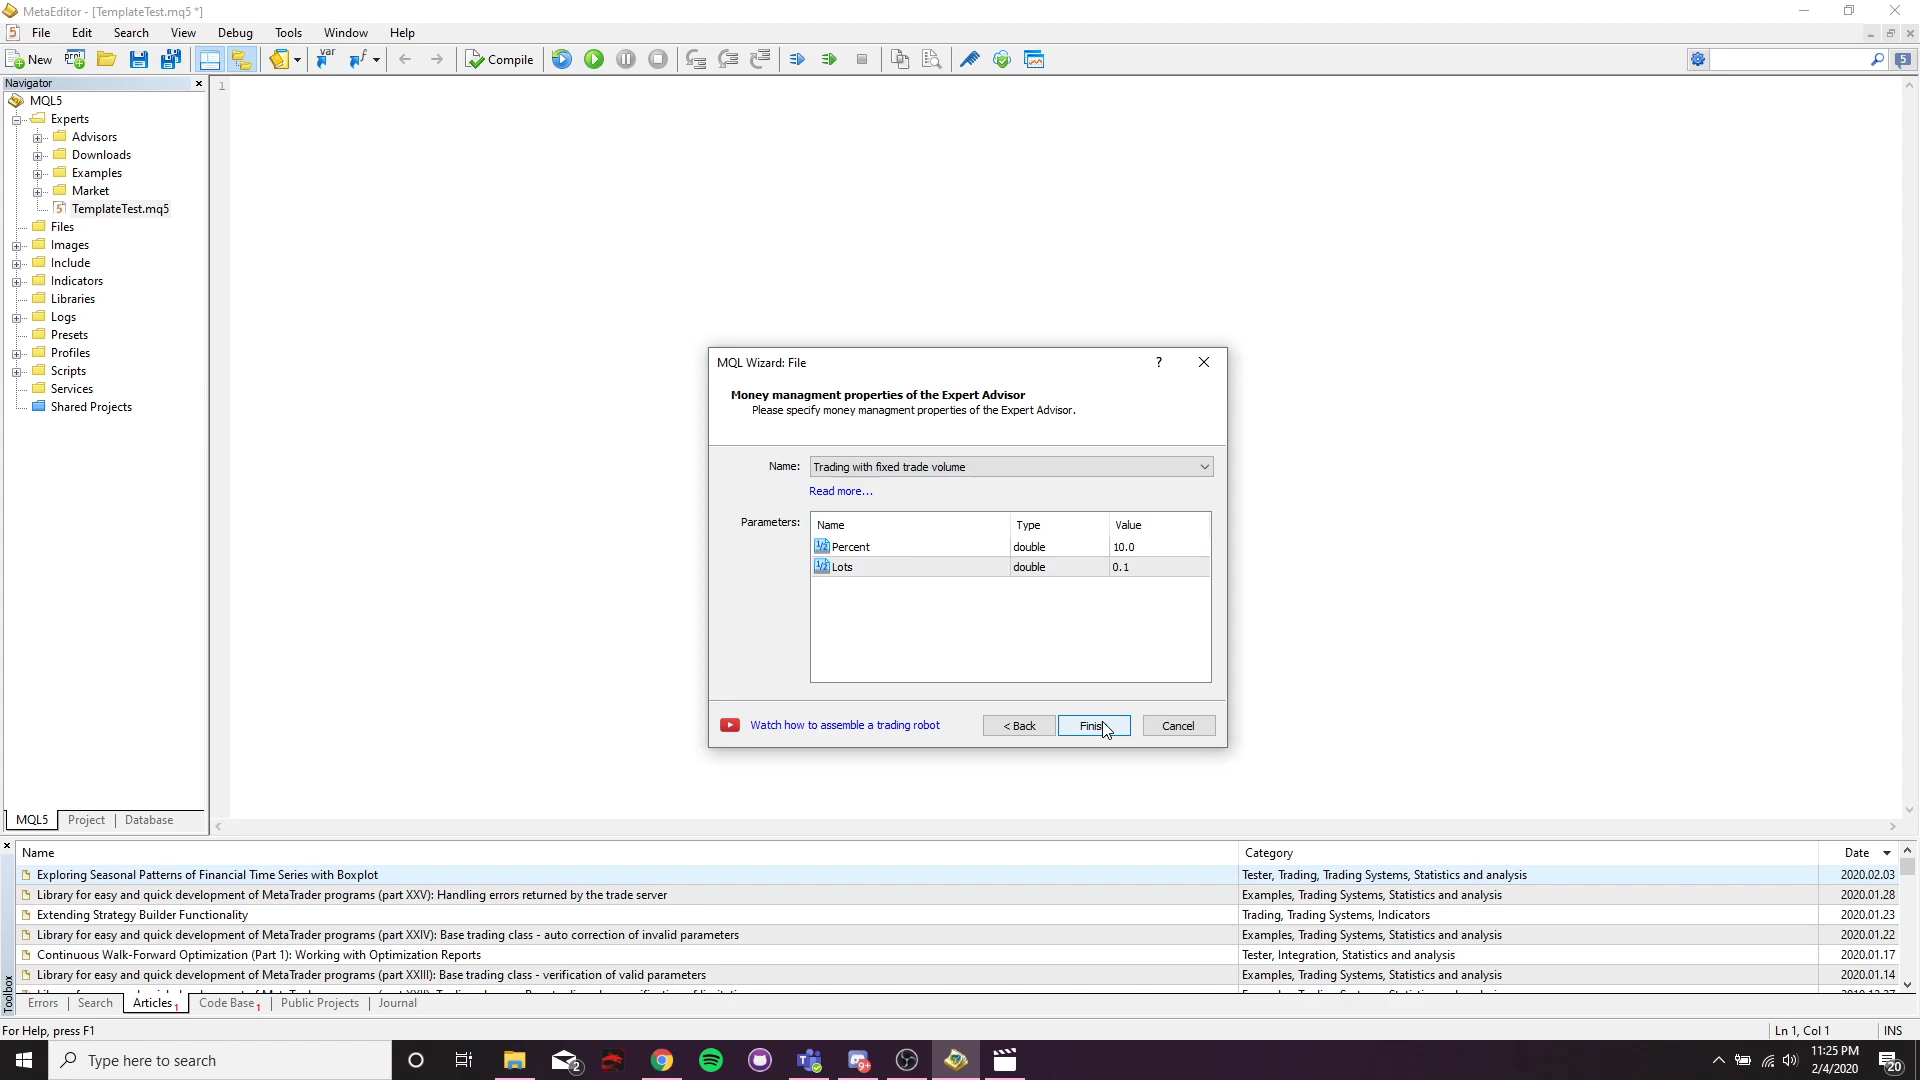 MetaEditor - [TemplateTest.mq5 *]
File Edit Search View Debug Tools Window Help
New Compile
Navigator
MQL5
Experts
Advisors
Downloads
Examples
Market
TemplateTest.mq5
Files
Images
Include
Indicators
Libraries
Logs
Presets
Profiles
Scripts
Services
Shared Projects
MQL5 Project Database
1
MQL Wizard: File
Money managment properties of the Expert Advisor
Please specify money managment properties of the Expert Advisor.
Name: Trading with fixed trade volume
Read more...
Parameters:
Name Type Value
Percent double 10.0
Lots double 0.1
Watch how to assemble a trading robot
< Back
Cancel
Name Category Date
Exploring Seasonal Patterns of Financial Time Series with Boxplot Tester, Trading, Trading Systems, Statistics and analysis 2020.02.03
Library for easy and quick development of MetaTrader programs (part XXV): Handling errors returned by the trade server Examples, Trading Systems, Statistics and analysis 2020.01.28
Extending Strategy Builder Functionality Trading, Trading Systems, Indicators 2020.01.23
Library for easy and quick development of MetaTrader programs (part XXIV): Base trading class - auto correction of invalid parameters Examples, Trading Systems, Statistics and analysis 2020.01.22
Continuous Walk-Forward Optimization (Part 1): Working with Optimization Reports Tester, Integration, Statistics and analysis 2020.01.17
Library for easy and quick development of MetaTrader programs (part XXIII): Base trading class - verification of valid parameters Examples, Trading Systems, Statistics and analysis 2020.01.14
Toolbox
Errors Search Articles 1 Code Base 1 Public Projects Journal
For Help, press F1 Ln 1, Col 1 INS
Type here to search
2
9+
11:25 PM
2/4/2020
20